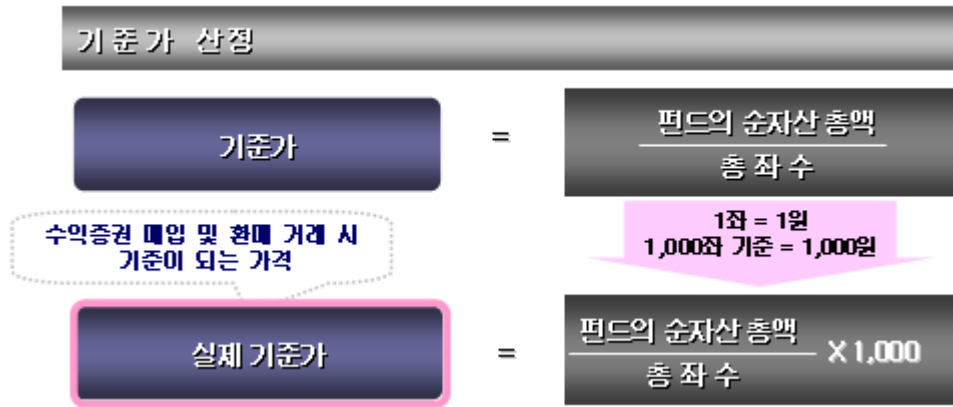 기 준 가 산정
기준가
=
펀드의 순자산 총액
총 좌 수
수익증권 매입 및 환매 거래 시
기준이 되는 가격
1좌 = 1원
1,000좌 기준 = 1,000원
실제 기준가
=
펀드의 순자산 총액
총 좌 수
X 1,000